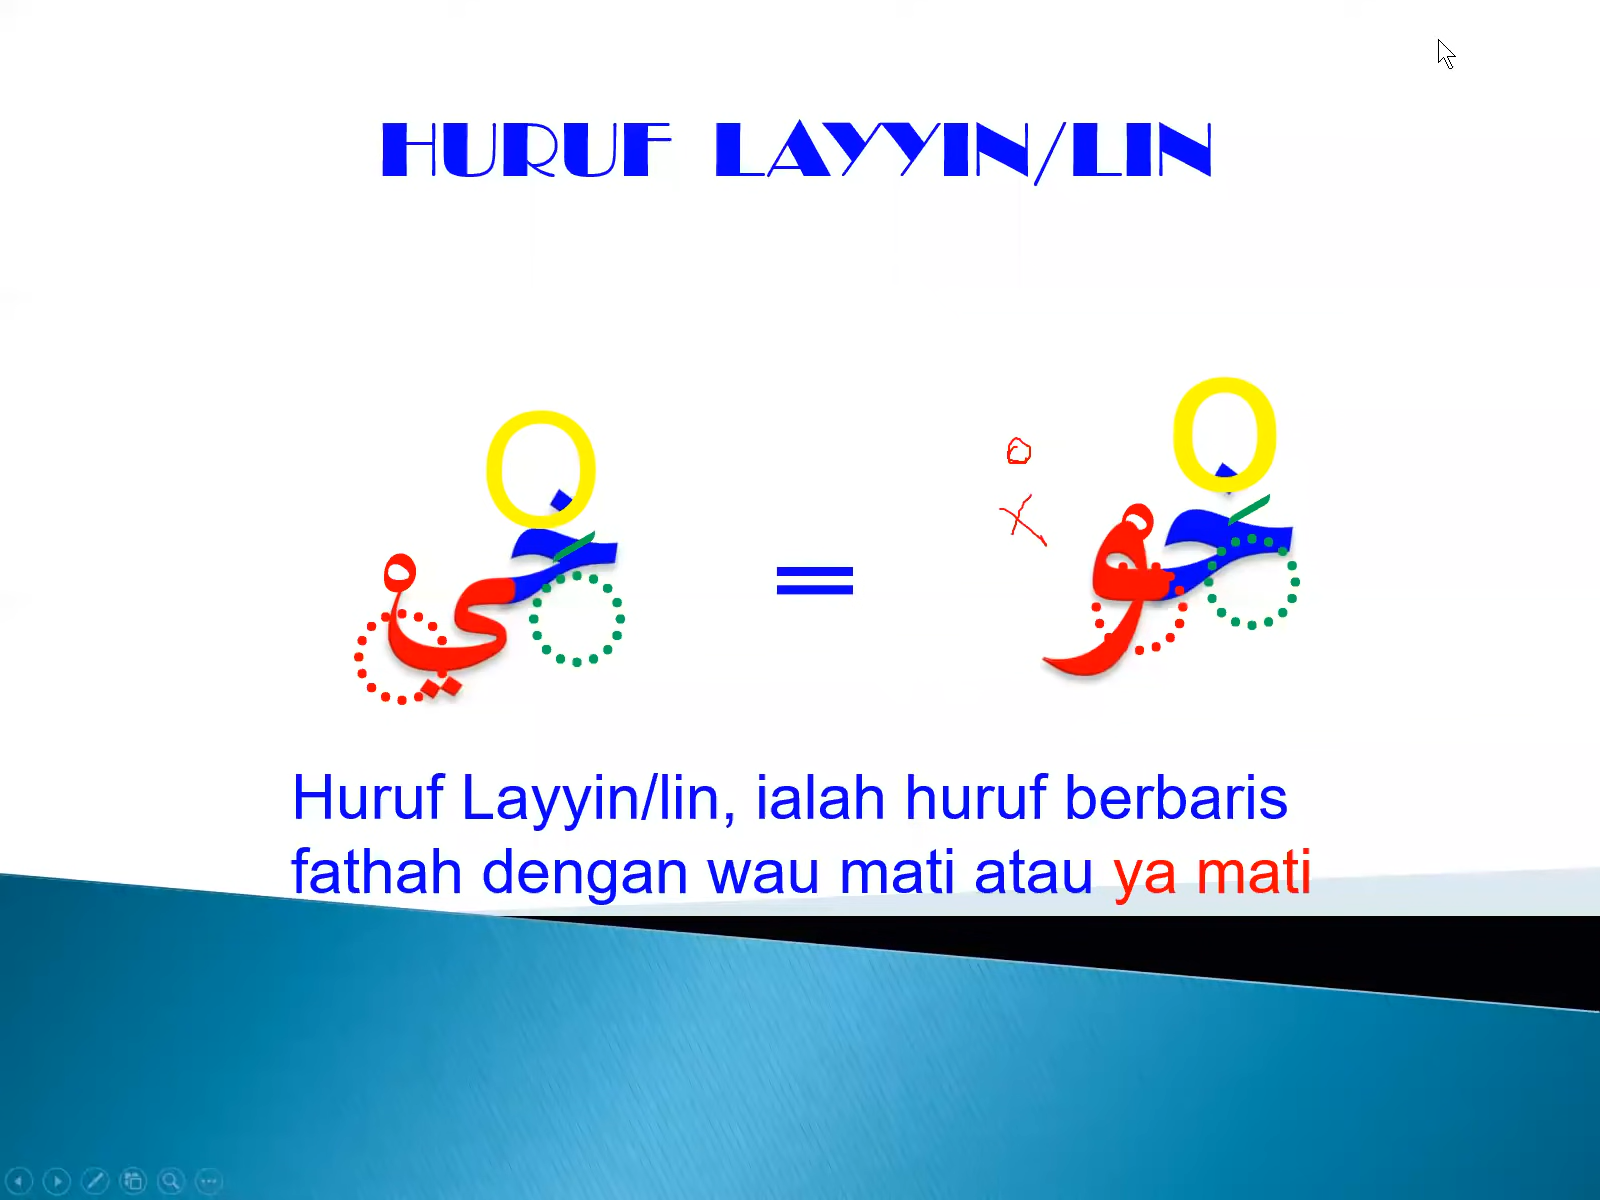 HURUF LAYYIN/LIN
خَوْ = خَيْ
Huruf Layyin/lin, ialah huruf berbaris
fathah dengan wau mati atau ya mati